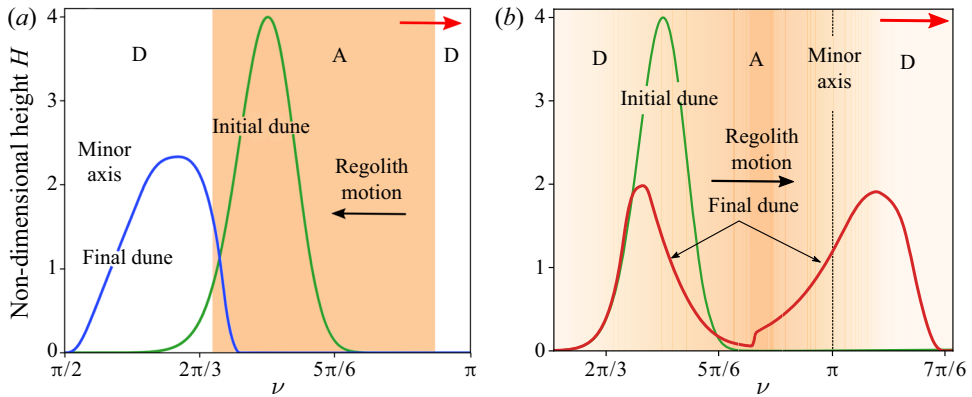 (a)
Non-dimensional height H
4
3
2
1
0
D
A
D
Initial dune
Minor
axis
Regolith
motion
Final dune
π/2
2π/3
5π/6
π
ν
(b)
4
3
2
1
0
D
A
Minor
axis
D
Initial dune
Regolith
motion
Final dune
2π/3
5π/6
π
7π/6
ν